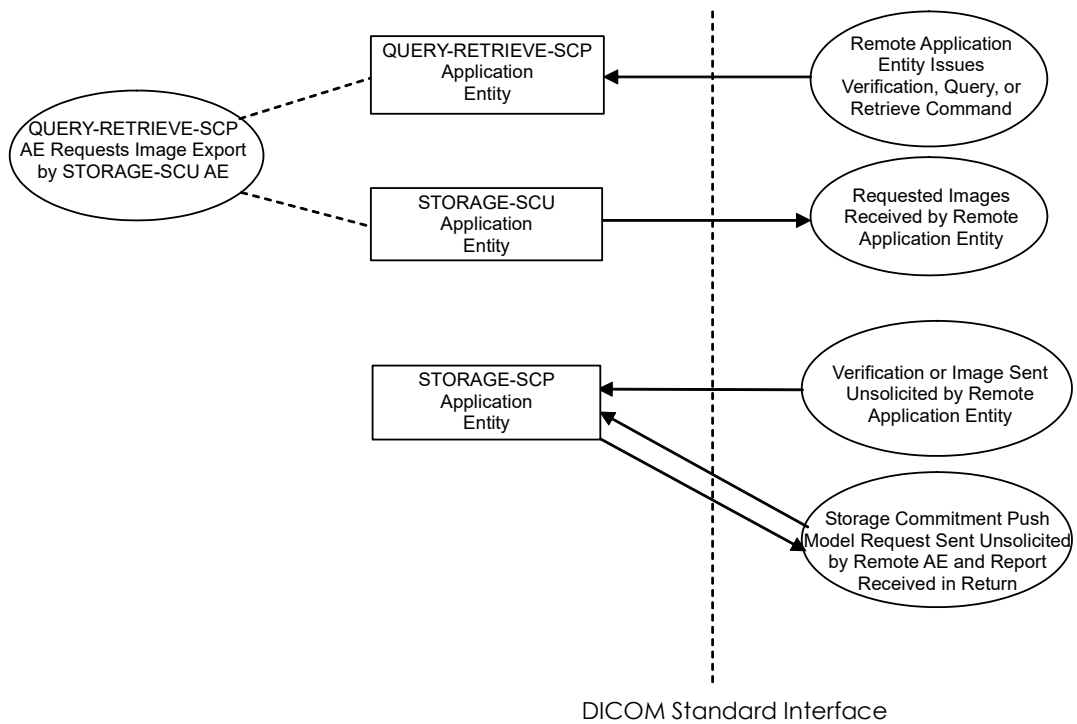 QUERY-RETRIEVE-SCP
Application
Entity
Remote Application
Entity Issues
Verification, Query, or
Retrieve Command
QUERY-RETRIEVE-SCP
AE Requests Image Export
by STORAGE-SCU AE
STORAGE-SCU
Application
Entity
Requested Images
Received by Remote
Application Entity
STORAGE-SCP
Application
Entity
Verification or Image Sent
Unsolicited by Remote
Application Entity
Storage Commitment Push
Model Request Sent Unsolicited
by Remote AE and Report
Received in Return
DICOM Standard Interface